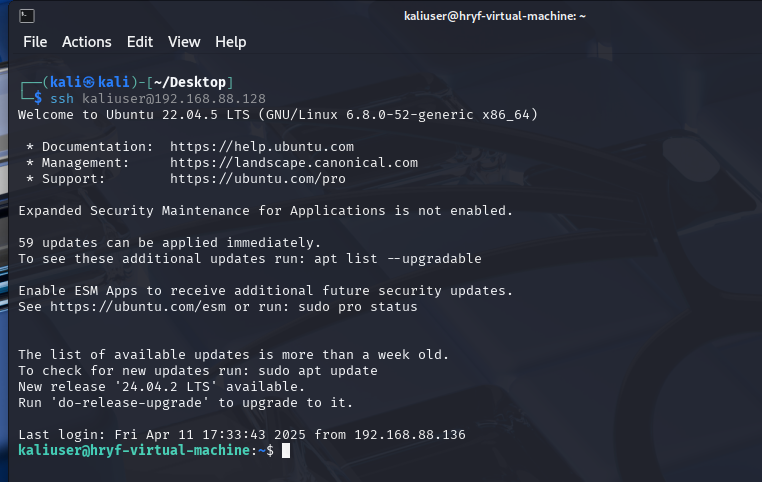 kaliuser@hryf-virtual-machine: ~
File Actions Edit View Help
┌──(kali㉿kali)-[~/Desktop]
└─$ ssh kaliuser@192.168.88.128
Welcome to Ubuntu 22.04.5 LTS (GNU/Linux 6.8.0-52-generic x86_64)
* Documentation: https://help.ubuntu.com
* Management: https://landscape.canonical.com
* Support: https://ubuntu.com/pro
Expanded Security Maintenance for Applications is not enabled.
59 updates can be applied immediately.
To see these additional updates run: apt list --upgradable
Enable ESM Apps to receive additional future security updates.
See https://ubuntu.com/esm or run: sudo pro status
The list of available updates is more than a week old.
To check for new updates run: sudo apt update
New release '24.04.2 LTS' available.
Run 'do-release-upgrade' to upgrade to it.
Last login: Fri Apr 11 17:33:43 2025 from 192.168.88.136
kaliuser@hryf-virtual-machine:~$